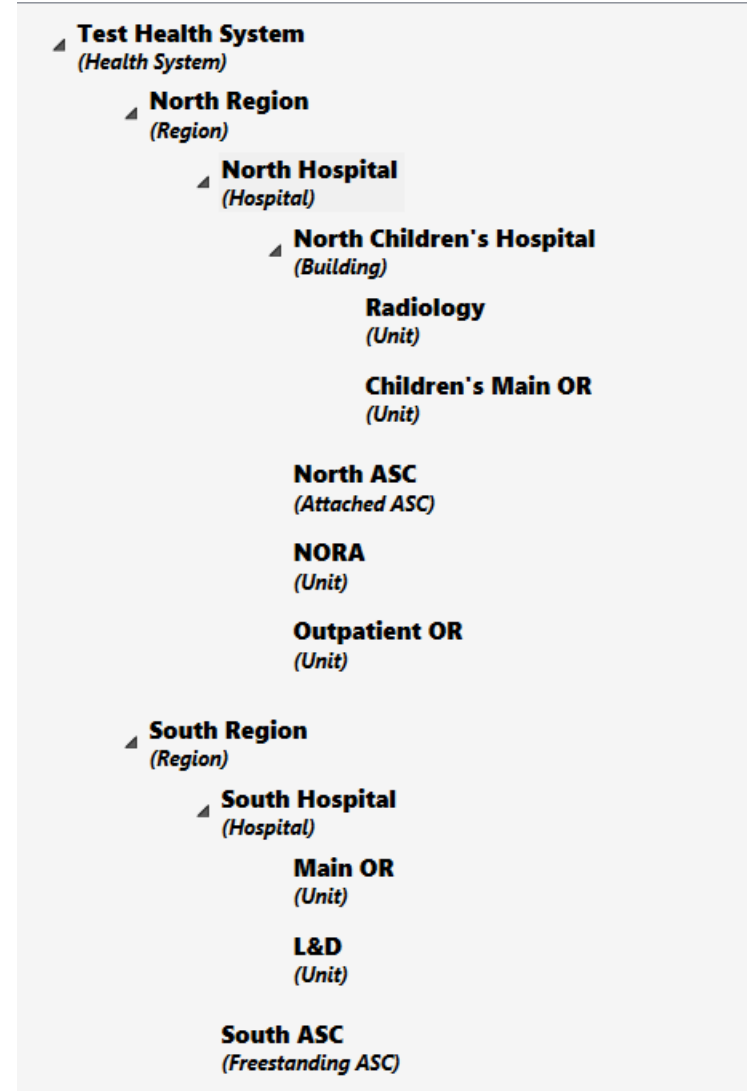 Test Health System
(Health System)
North Region
(Region)
North Hospital
(Hospital)
North Children's Hospital
(Building)
Radiology
(Unit)
Children's Main OR
(Unit)
North ASC
(Attached ASC)
NORA
(Unit)
Outpatient OR
(Unit)
South Region
(Region)
South Hospital
(Hospital)
Main OR
(Unit)
L&D
(Unit)
South ASC
(Freestanding ASC)